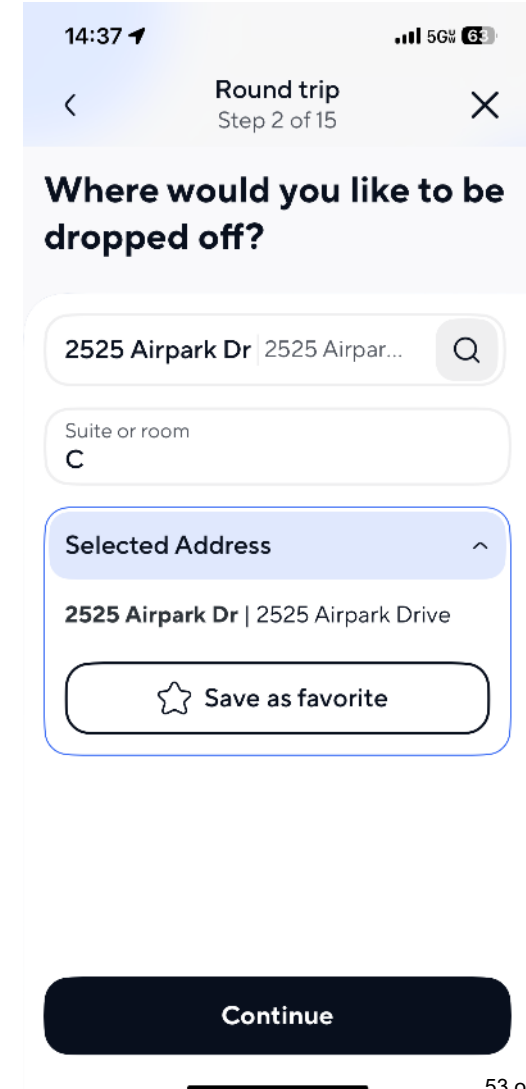 14:37
5G 63
Round trip
Step 2 of 15
Where would you like to be
dropped off?
2525 Airpark Dr 2525 Airpar...
Suite or room
C
Selected Address
2525 Airpark Dr | 2525 Airpark Drive
Save as favorite
Continue
53 o